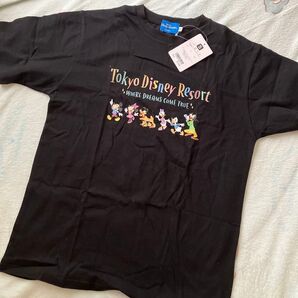 Tokyo Disney Resort
WHERE DREAMS COME TRUE